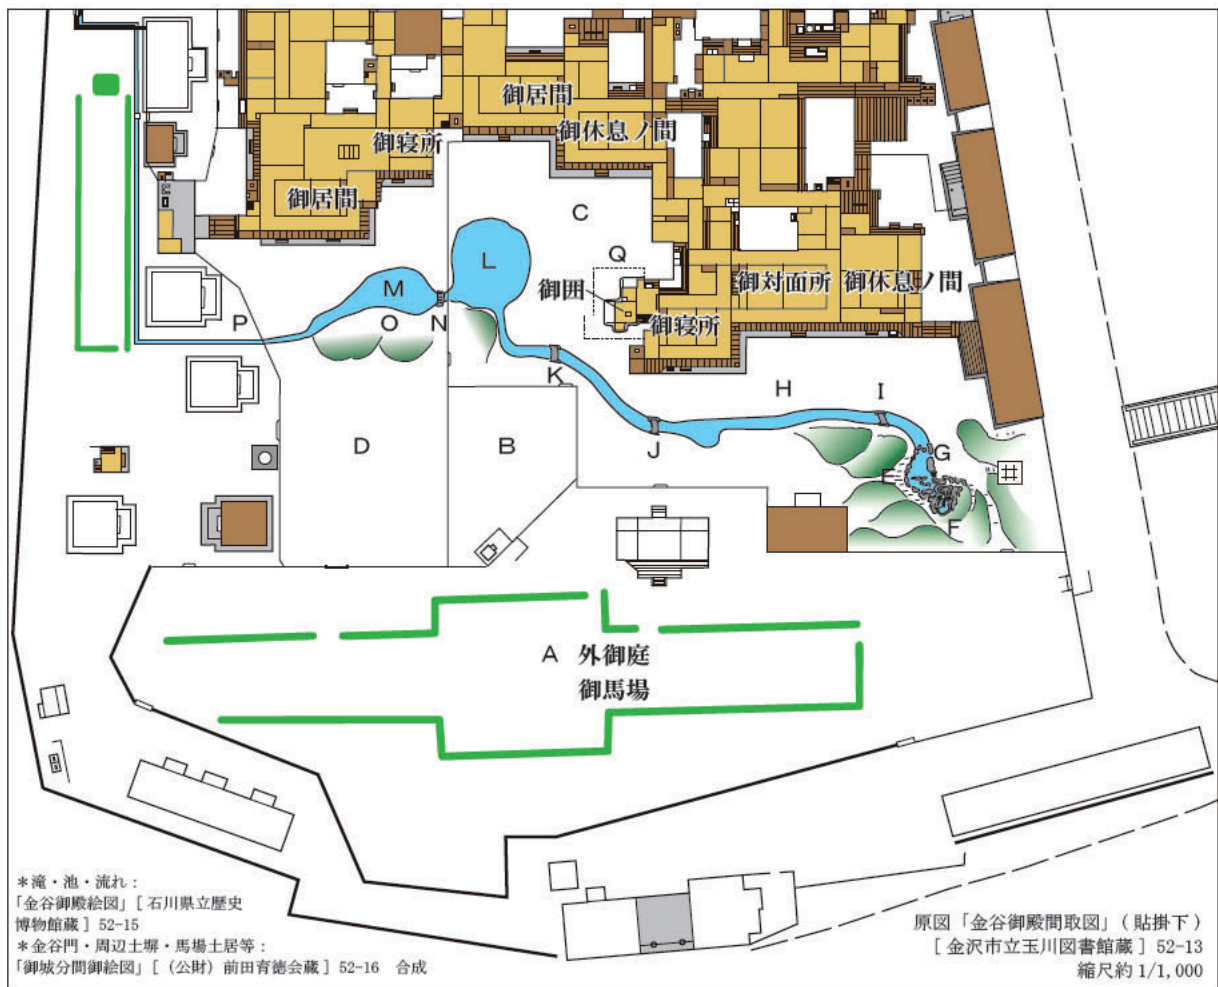 御居間
御休息ノ間
御寝所
御居間
C
Q
L
御対面所
御休息ノ間
M
御囲
P
O
N
御寝所
K
H
I
D
B
J
G
E
F
A 外御庭
御馬場
*滝・池・流れ：
「金谷御殿絵図」[ 石川県立歴史
博物館蔵 ] 52-15
*金谷門・周辺土塀・馬場土居等：
「御城分間御絵図」[ (公財) 前田育徳会蔵 ] 52-16 合成
原図「金谷御殿間取図」( 貼掛下 )
[ 金沢市立玉川図書館蔵 ] 52-13
縮尺約 1/1,000